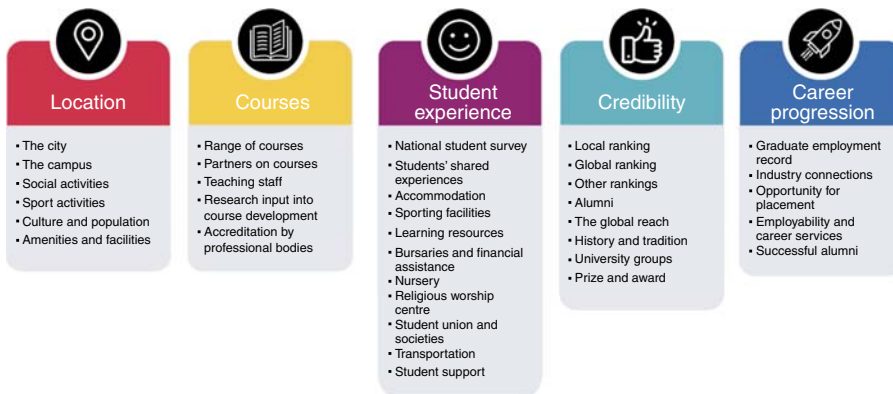 Location
▪ The city
▪ The campus
▪ Social activities
▪ Sport activities
▪ Culture and population
▪ Amenities and facilities
Courses
▪ Range of courses
▪ Partners on courses
▪ Teaching staff
▪ Research input into
course development
▪ Accreditation by
professional bodies
Student
experience
▪ National student survey
▪ Students’ shared
experiences
▪ Accommodation
▪ Sporting facilities
▪ Learning resources
▪ Bursaries and financial
assistance
▪ Nursery
▪ Religious worship
centre
▪ Student union and
societies
▪ Transportation
▪ Student support
Credibility
▪ Local ranking
▪ Global ranking
▪ Other rankings
▪ Alumni
▪ The global reach
▪ History and tradition
▪ University groups
▪ Prize and award
Career
progression
▪ Graduate employment
record
▪ Industry connections
▪ Opportunity for
placement
▪ Employability and
career services
▪ Successful alumni